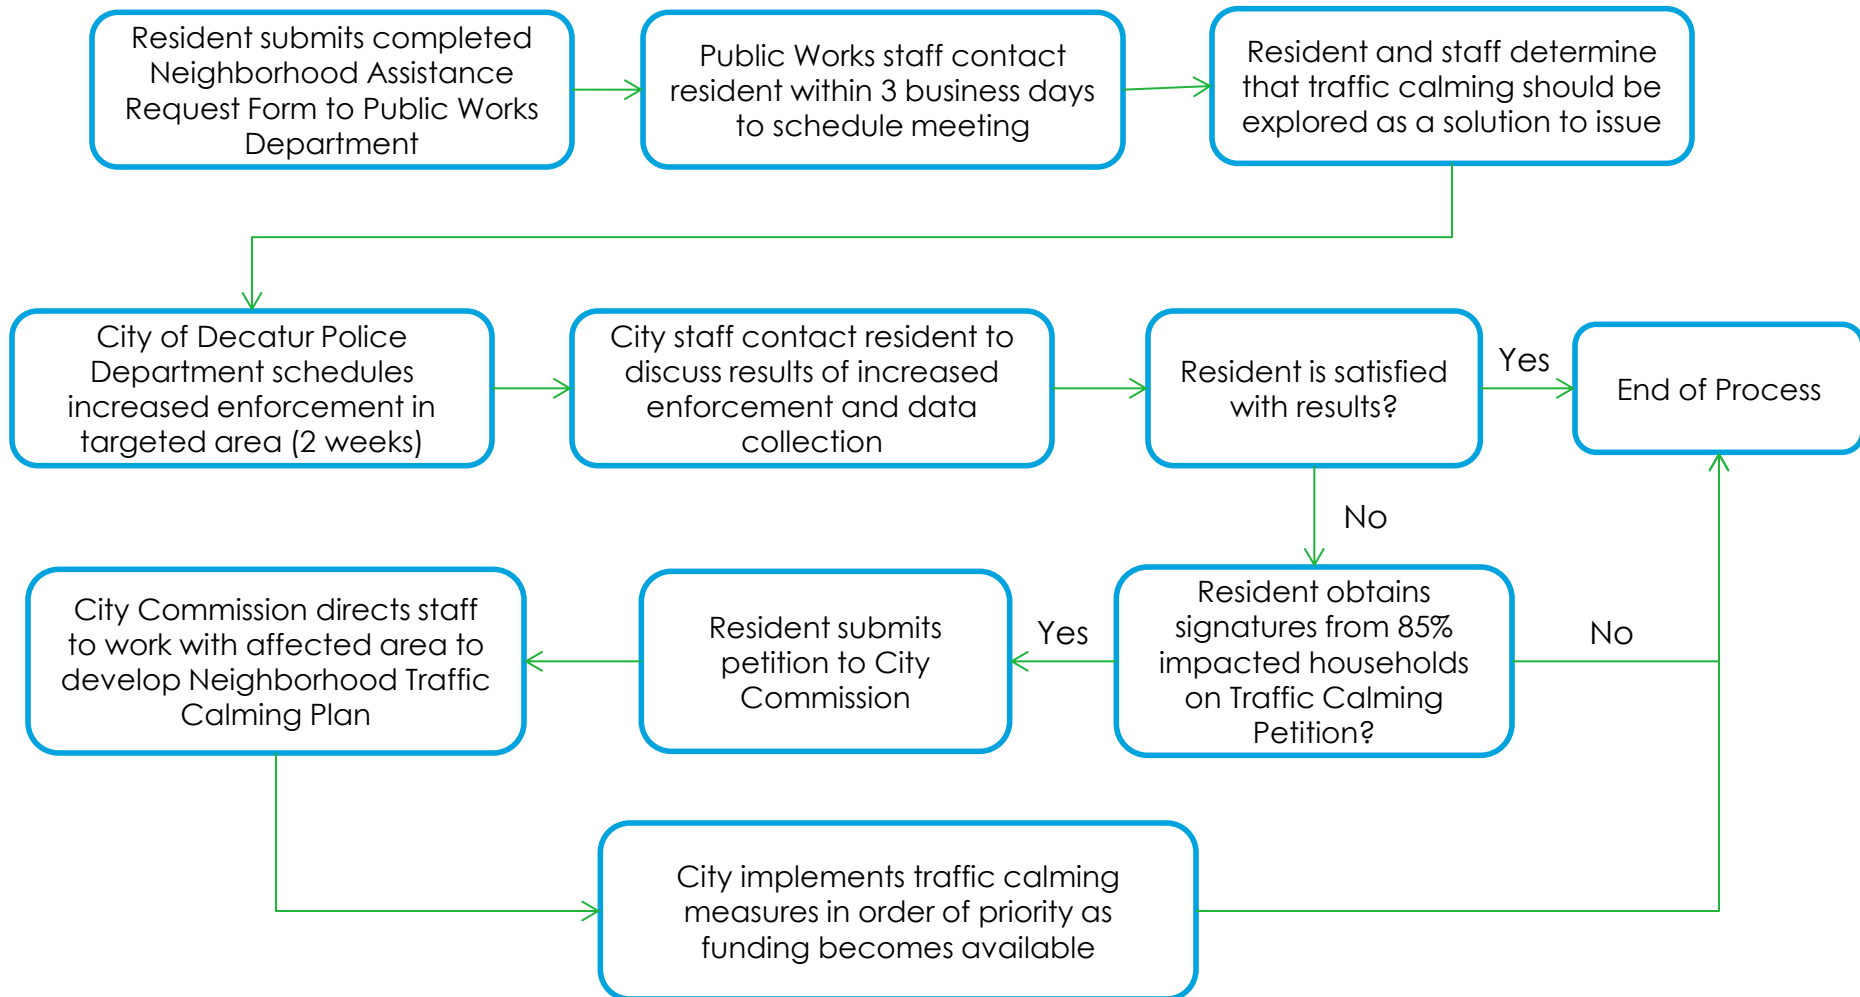 Resident submits completed
Neighborhood Assistance
Request Form to Public Works
Department
Public Works staff contact
resident within 3 business days
to schedule meeting
Resident and staff determine
that traffic calming should be
explored as a solution to issue
City of Decatur Police
Department schedules
increased enforcement in
targeted area (2 weeks)
City staff contact resident to
discuss results of increased
enforcement and data
collection
Resident is satisfied
with results?
Yes
End of Process
No
Resident obtains
signatures from 85%
impacted households
on Traffic Calming
Petition?
No
Yes
Resident submits
petition to City
Commission
City Commission directs staff
to work with affected area to
develop Neighborhood Traffic
Calming Plan
City implements traffic calming
measures in order of priority as
funding becomes available